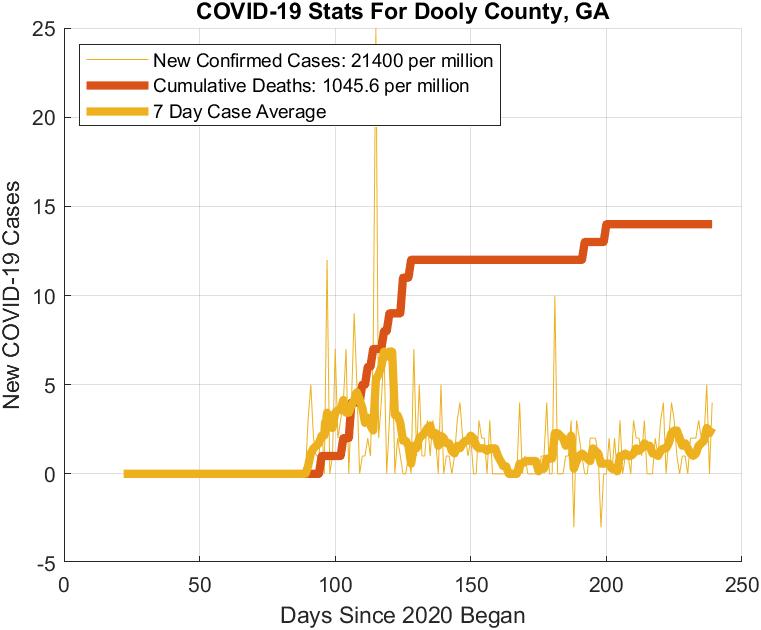 COVID-19 Stats For Dooly County, GA
New Confirmed Cases: 21400 per million
Cumulative Deaths: 1045.6 per million
7 Day Case Average
New COVID-19 Cases
25
20
15
10
5
0
-5
0 50 100 150 200 250
Days Since 2020 Began